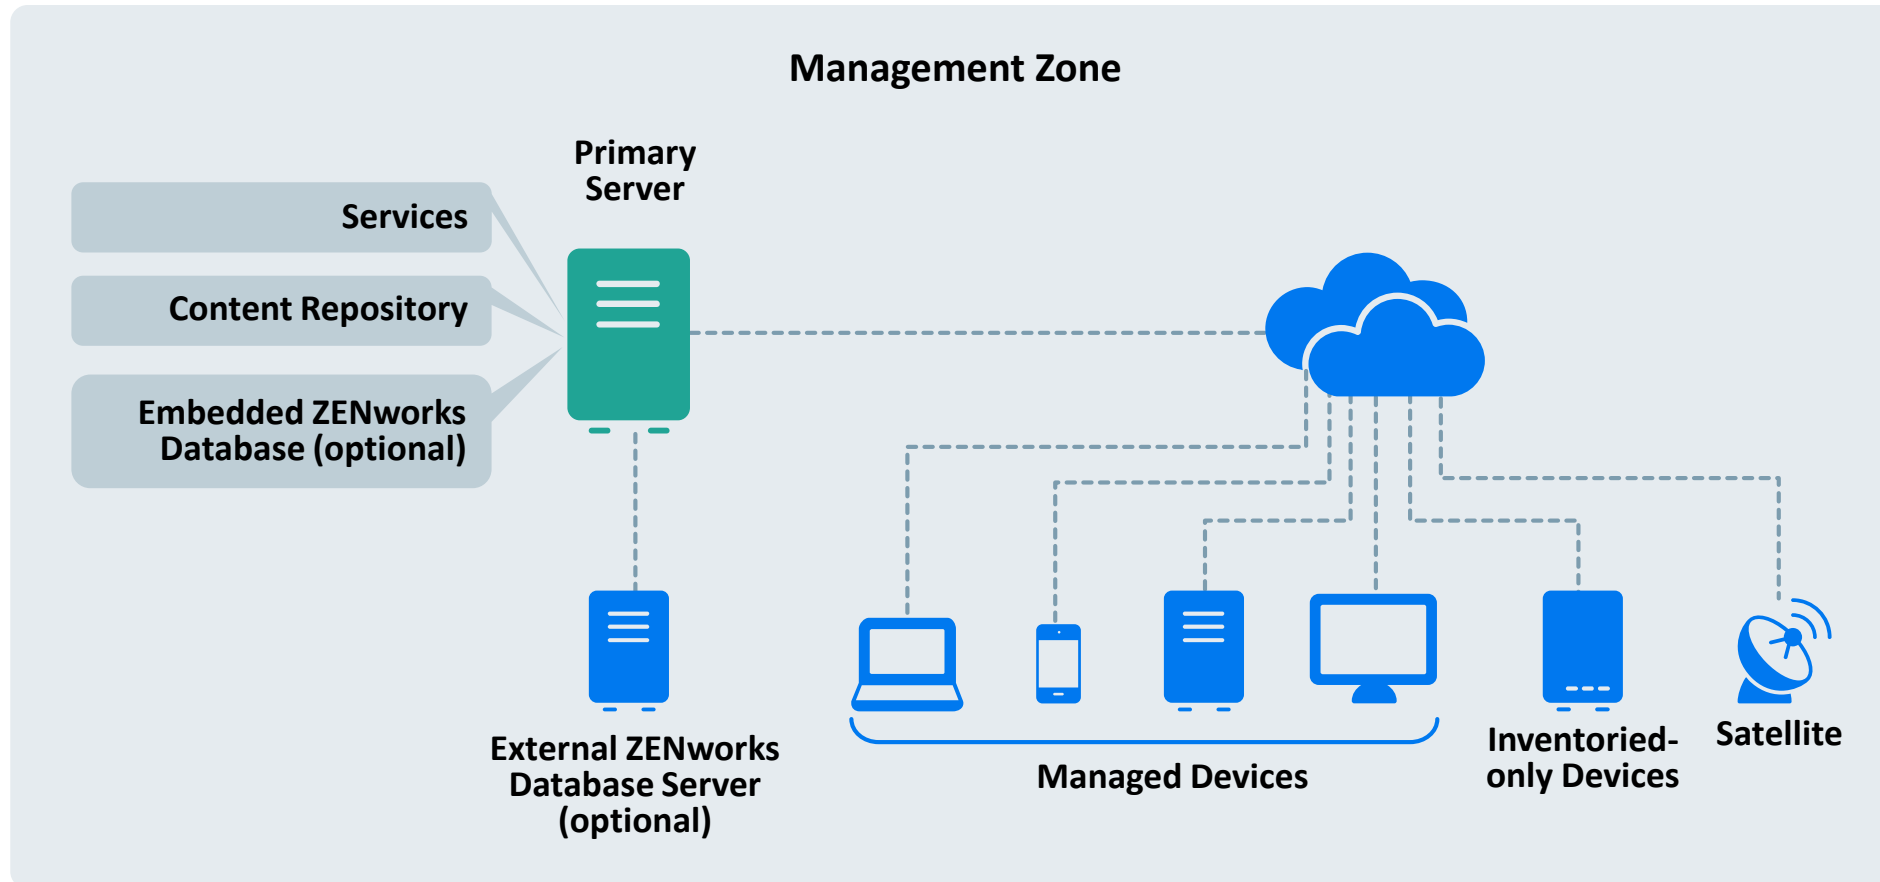 Management Zone
Primary
Server
Services
Content Repository
Embedded ZENworks
Database (optional)
External ZENworks
Database Server
(optional)
Managed Devices
Inventoried-
only Devices
Satellite